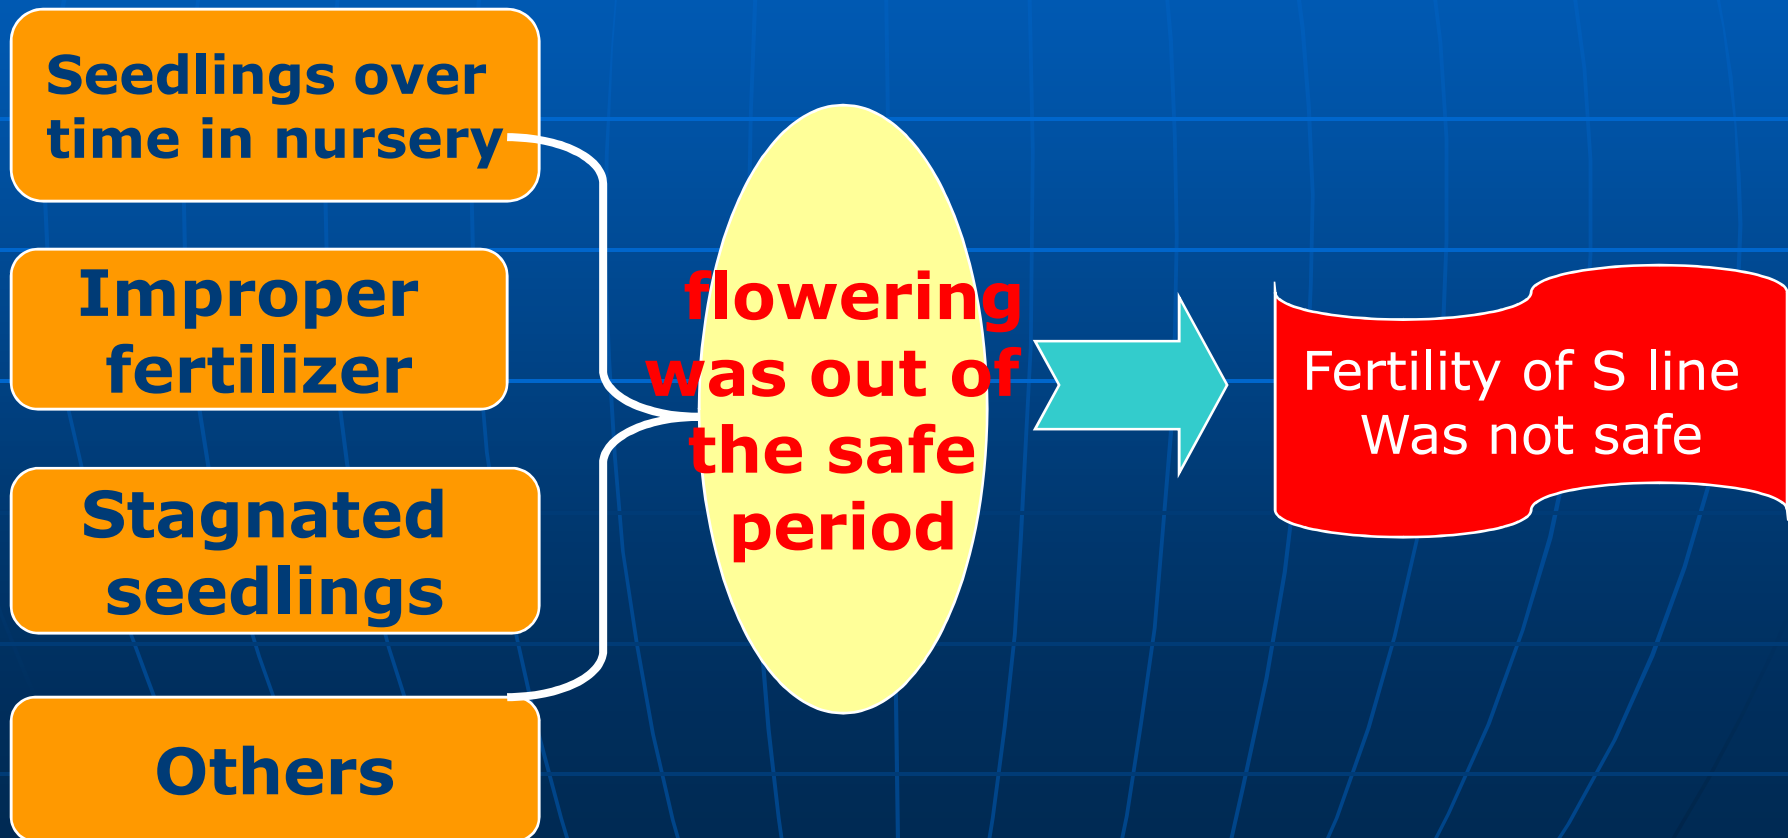 Seedlings over
time in nursery
Improper
fertilizer
Stagnated
seedlings
Others
flowering
was out of
the safe
period
Fertility of S line
Was not safe